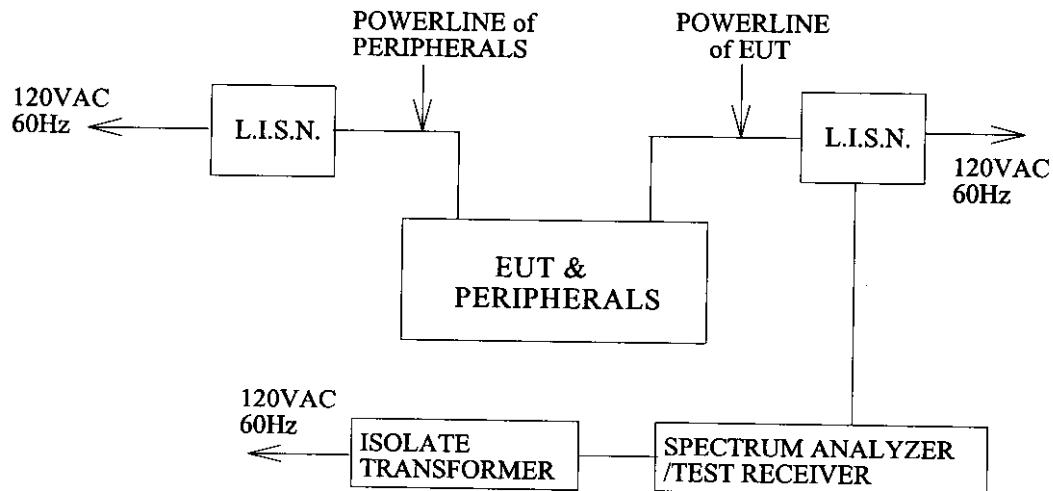 POWERLINE of
PERIPHERALS
POWERLINE
of EUT
120VAC
60Hz
L.I.S.N.
L.I.S.N.
120VAC
60Hz
EUT &
PERIPHERALS
120VAC
60Hz
ISOLATE
TRANSFORMER
SPECTRUM ANALYZER
/TEST RECEIVER